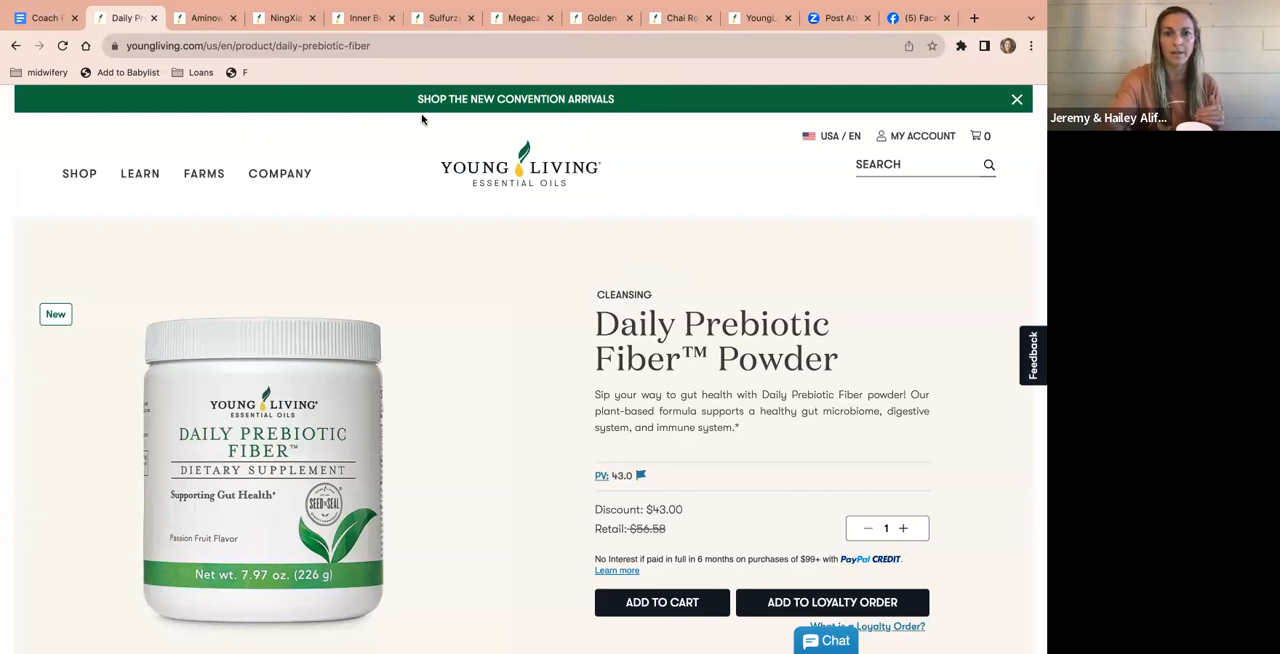 Coach F
Daily Pr
Aminow
NingXia
Inner Be
Sulfurzy
Megaca
Golden
Chai Ro
YoungL
Post Att
(5) Face
youngliving.com/us/en/product/daily-prebiotic-fiber
midwifery
Add to Babylist
Loans
F
SHOP THE NEW CONVENTION ARRIVALS
USA / EN
MY ACCOUNT
0
SHOP
LEARN
FARMS
COMPANY
YOUNG LIVING
ESSENTIAL OILS
SEARCH
New
YOUNG LIVING
ESSENTIAL OILS
DAILY PREBIOTIC
FIBER™
DIETARY SUPPLEMENT
Supporting Gut Health*
SEED TO SEAL
Passion Fruit Flavor
Net wt. 7.97 oz. (226 g)
CLEANSING
Daily Prebiotic
Fiber™ Powder
Sip your way to gut health with Daily Prebiotic Fiber powder! Our
plant-based formula supports a healthy gut microbiome, digestive
system, and immune system.*
PV: 43.0
Discount: $43.00
Retail: $56.58
1
No Interest if paid in full in 6 months on purchases of $99+ with PayPal CREDIT.
Learn more
ADD TO CART
ADD TO LOYALTY ORDER
What is a Loyalty Order?
Chat
Feedback
Jeremy & Hailey Alif...